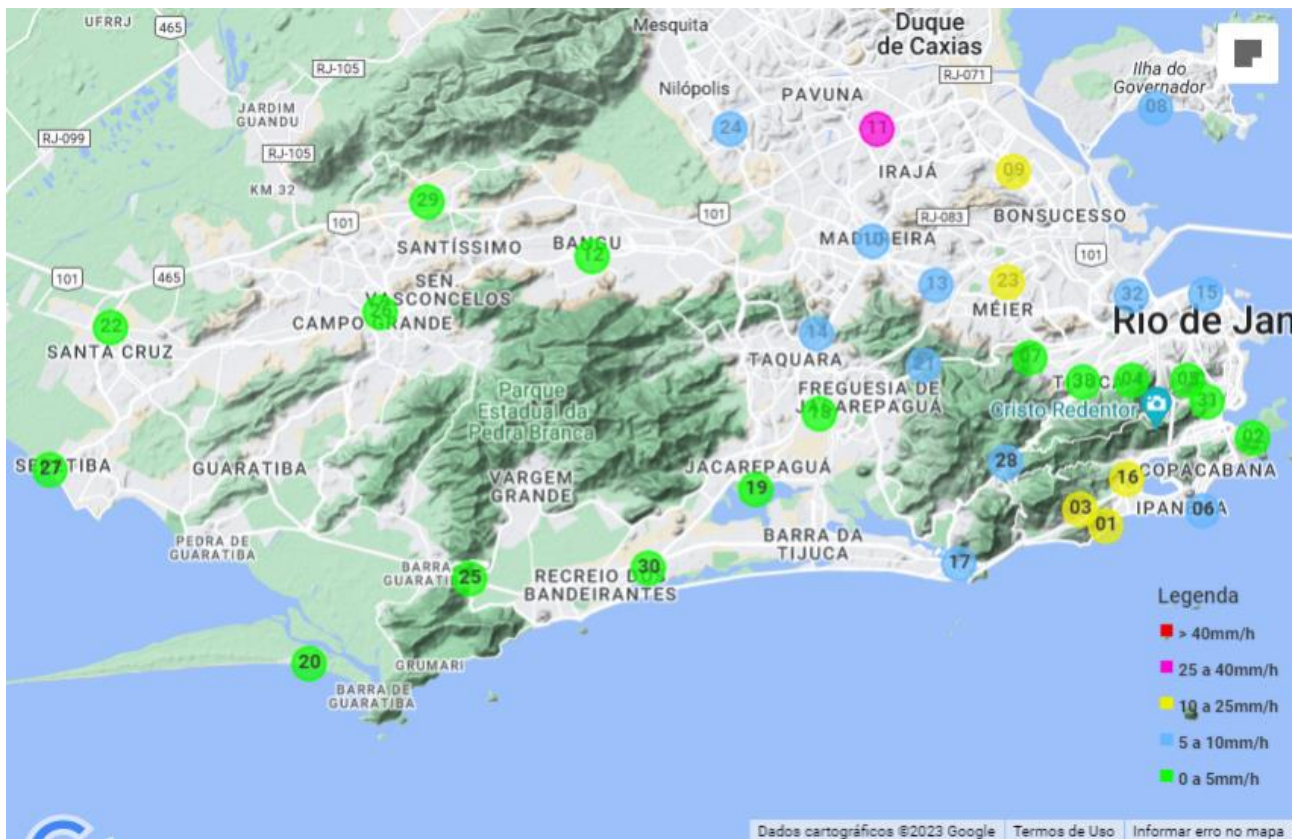 UFRRJ
465
Mesquita
Duque
de Caxias
RJ-105
Nilópolis
PAVUNA
RJ-071
Ilha do
Governador
08
JARDIM
GUANDU
24
11
RJ-099
RJ-105
IRAJÁ
09
KM 32
29
101
101
RJ-083
BONSUCESSO
SANTÍSSIMO
BANGU
12
MADUREIRA
10
101
101
465
SEN.
VASCONCELOS
26
CAMPO GRANDE
13
23
MÉIER
32
15
22
SANTA CRUZ
14
Rio de Jan
TAQUARA
21
07
38
04
31
Parque
Estadual da
Pedra Branca
FREGUESIA DE
JACAREPAGUÁ
18
TIJUCA
Cristo Redentor
02
SEPETIBA
27
GUARATIBA
VARGEM
GRANDE
JACAREPAGUÁ
19
28
16
COPACABANA
03
01
IPANEMA
06
PEDRA DE
GUARATIBA
BARRA DA
TIJUCA
17
BARRA
GUARATI
25
RECREIO DOS
BANDEIRANTES
30
20
GRUMARI
BARRA DE
GUARATIBA
Legenda
> 40mm/h
25 a 40mm/h
10 a 25mm/h
5 a 10mm/h
0 a 5mm/h
Dados cartográficos ©2023 Google
Termos de Uso
Informar erro no mapa